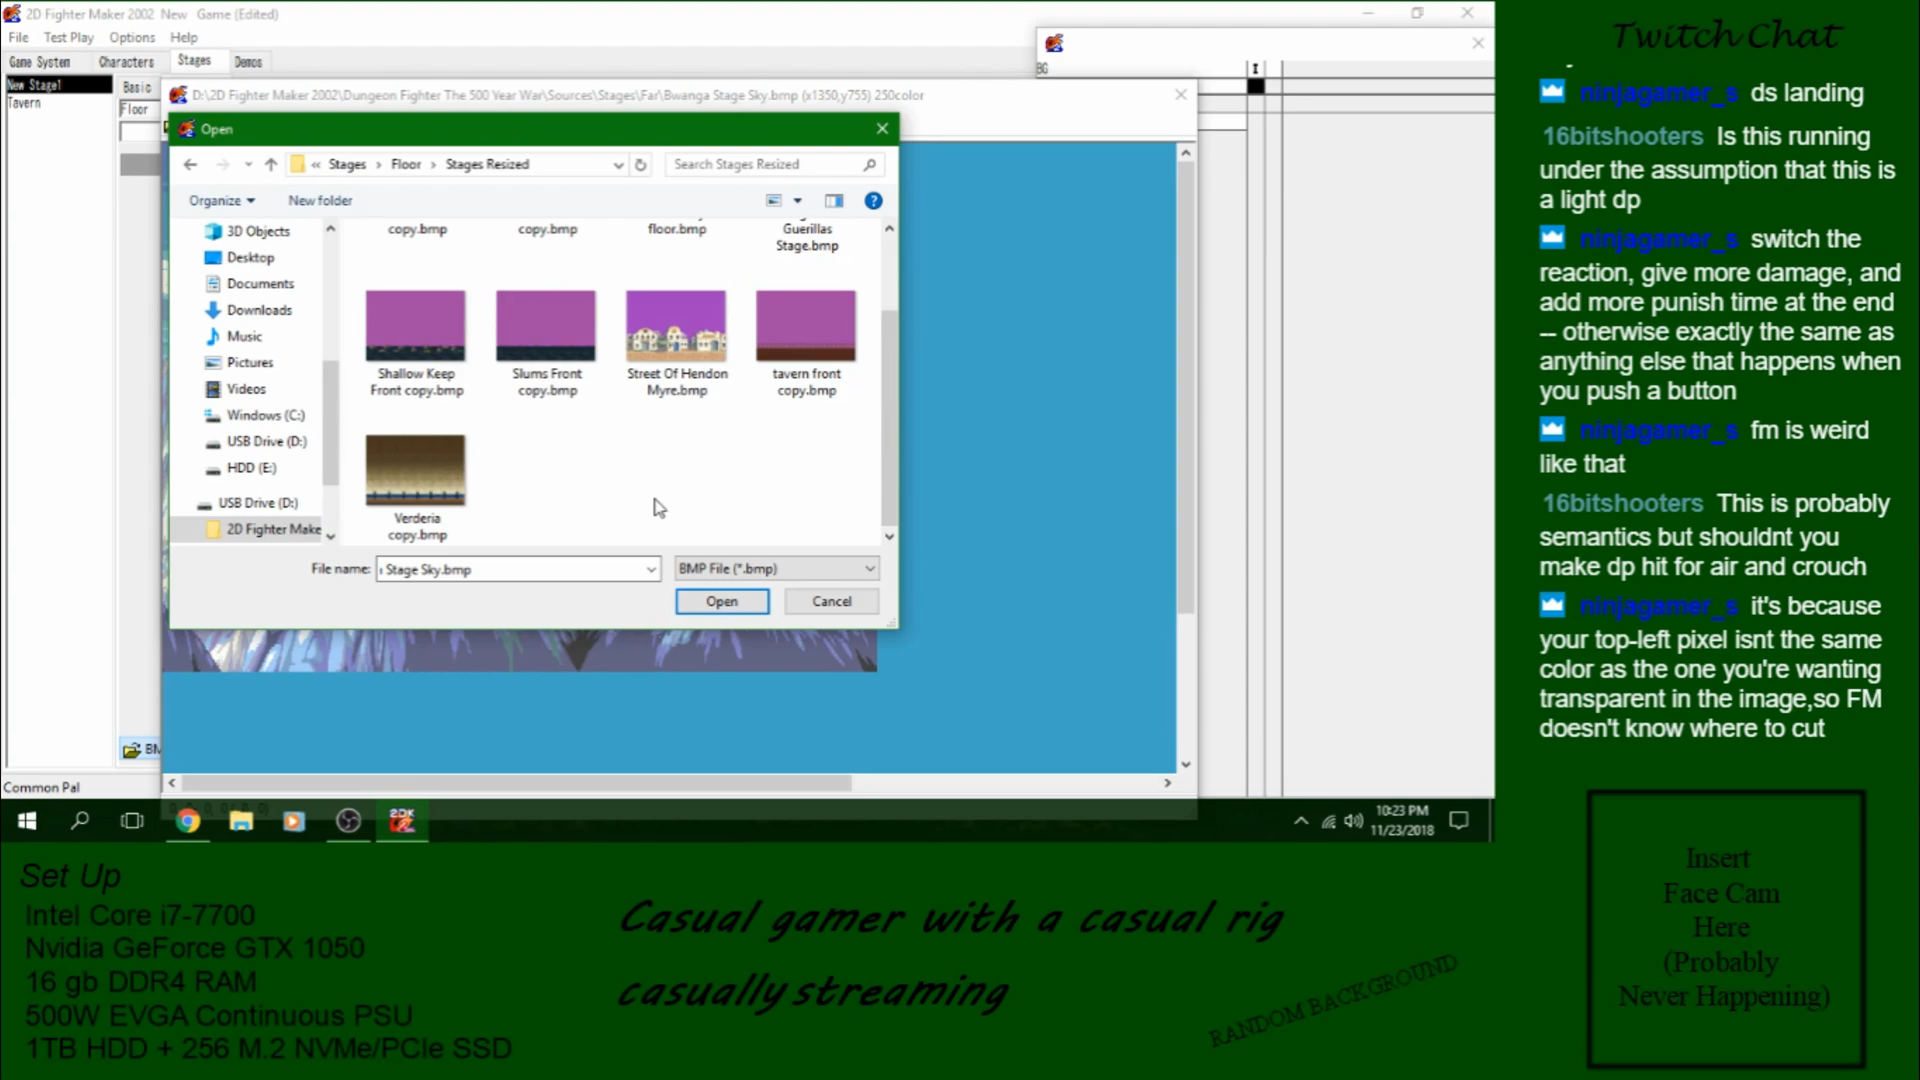 2D Fighter Maker 2002 New Game (Edited)
File Test Play Options Help
Game System Characters Stages Demos
New Stage1
Tavern
Basic
Floor
BG
D:\2D Fighter Maker 2002\Dungeon Fighter The 500 Year War\Sources\Stages\Far\Bwanga Stage Sky.bmp (x1350,y755) 250color
Open
« Stages › Floor › Stages Resized
Search Stages Resized
Organize
New folder
3D Objects
Desktop
Documents
Downloads
Music
Pictures
Videos
Windows (C:)
USB Drive (D:)
HDD (E:)
USB Drive (D:)
2D Fighter Make
copy.bmp
copy.bmp
floor.bmp
Guerillas
Stage.bmp
Shallow Keep
Front copy.bmp
Slums Front
copy.bmp
Street Of Hendon
Myre.bmp
tavern front
copy.bmp
Verderia
copy.bmp
File name:
Stage Sky.bmp
BMP File (*.bmp)
Open
Cancel
Common Pal
10:23 PM
11/23/2018
Twitch Chat
ninjagamer_s ds landing
16bitshooters Is this running
under the assumption that this is
a light dp
ninjagamer_s switch the
reaction, give more damage, and
add more punish time at the end
-- otherwise exactly the same as
anything else that happens when
you push a button
ninjagamer_s fm is weird
like that
16bitshooters This is probably
semantics but shouldnt you
make dp hit for air and crouch
ninjagamer_s it's because
your top-left pixel isnt the same
color as the one you're wanting
transparent in the image,so FM
doesn't know where to cut
Set Up
Intel Core i7-7700
Nvidia GeForce GTX 1050
16 gb DDR4 RAM
500W EVGA Continuous PSU
1TB HDD + 256 M.2 NVMe/PCIe SSD
Casual gamer with a casual rig
casually streaming
RANDOM BACKGROUND
Insert
Face Cam
Here
(Probably
Never Happening)